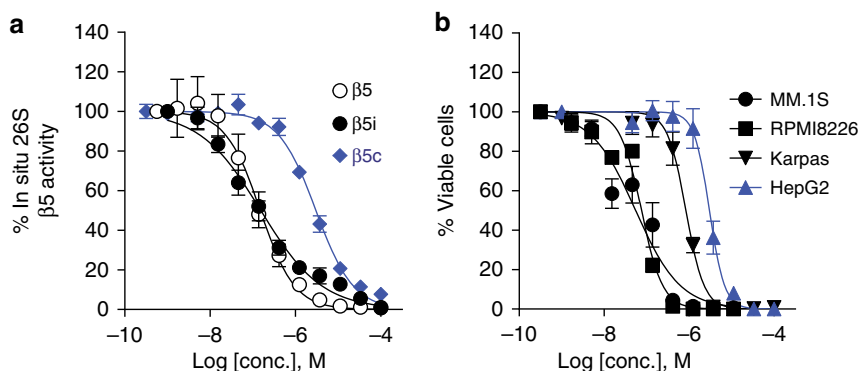 a
% In situ 26S
β5 activity
140
120
100
80
60
40
20
0
−10
−8
−6
−4
Log [conc.], M
β5
β5i
β5c
b
% Viable cells
140
120
100
80
60
40
20
0
−10
−8
−6
−4
Log [conc.], M
MM.1S
RPMI8226
Karpas
HepG2